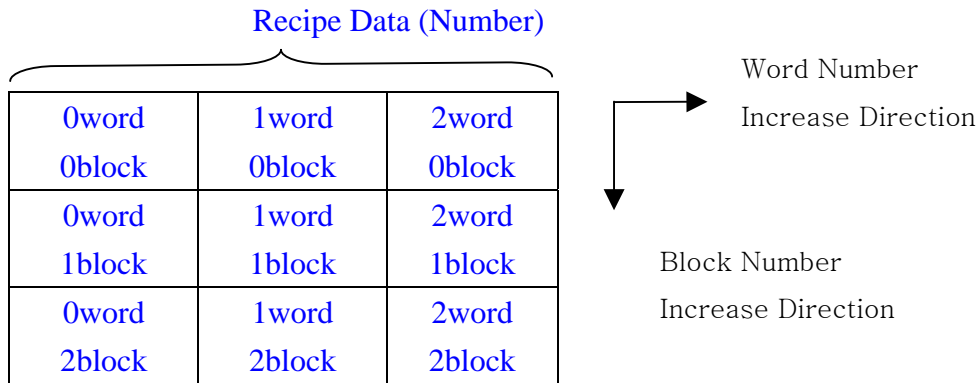 Recipe Data (Number)
Word Number
Increase Direction
0word 1word 2word
0block 0block 0block
0word 1word 2word
1block 1block 1block
0word 1word 2word
2block 2block 2block
Block Number
Increase Direction